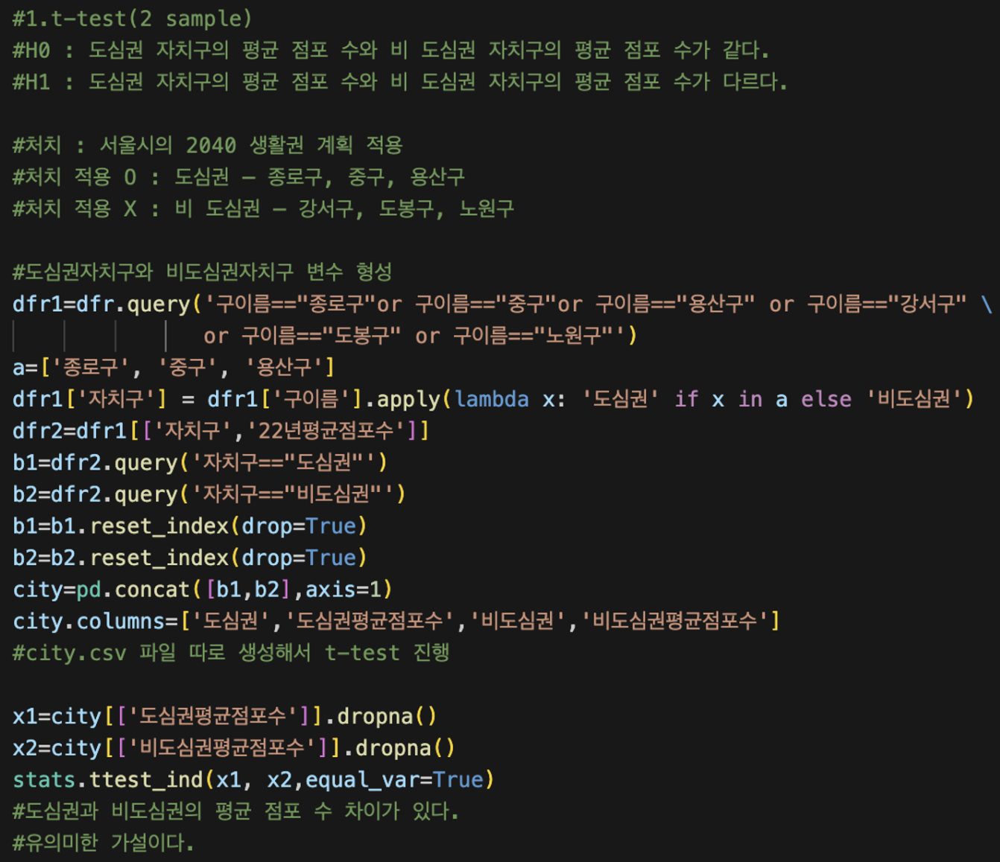 #1.t-test(2 sample)
#H0 : 도심권 자치구의 평균 점포 수와 비 도심권 자치구의 평균 점포 수가 같다.
#H1 : 도심권 자치구의 평균 점포 수와 비 도심권 자치구의 평균 점포 수가 다르다.
#처치 : 서울시의 2040 생활권 계획 적용
#처치 적용 O : 도심권 – 종로구, 중구, 용산구
#처치 적용 X : 비 도심권 – 강서구, 도봉구, 노원구
#도심권자치구와 비도심권자치구 변수 형성
dfr1=dfr.query('구이름=="종로구"or 구이름=="중구"or 구이름=="용산구" or 구이름=="강서구" \
or 구이름=="도봉구" or 구이름=="노원구"')
a=['종로구', '중구', '용산구']
dfr1['자치구'] = dfr1['구이름'].apply(lambda x: '도심권' if x in a else '비도심권')
dfr2=dfr1[['자치구','22년평균점포수']]
b1=dfr2.query('자치구=="도심권"')
b2=dfr2.query('자치구=="비도심권"')
b1=b1.reset_index(drop=True)
b2=b2.reset_index(drop=True)
city=pd.concat([b1,b2],axis=1)
city.columns=['도심권','도심권평균점포수','비도심권','비도심권평균점포수']
#city.csv 파일 따로 생성해서 t-test 진행
x1=city[['도심권평균점포수']].dropna()
x2=city[['비도심권평균점포수']].dropna()
stats.ttest_ind(x1, x2,equal_var=True)
#도심권과 비도심권의 평균 점포 수 차이가 있다.
#유의미한 가설이다.